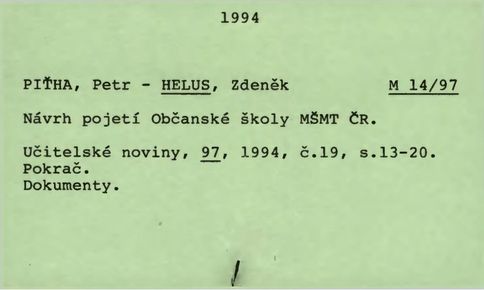 1994
PIŤHA, Petr - HELUS, Zdeněk M 14/97
Návrh pojetí Občanské školy MŠMT ČR.
Učitelské noviny, 97, 1994, č.19, s.13-20.
Pokrač.
Dokumenty.